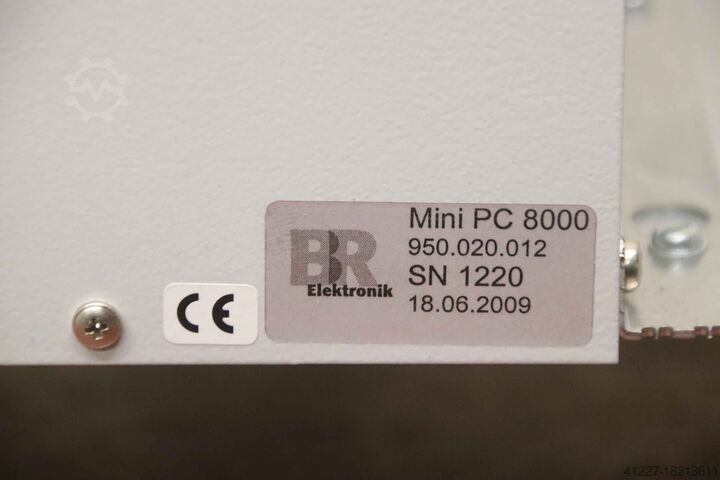 BR
Elektronik
Mini PC 8000
950.020.012
SN 1220
18.06.2009
CE
41227-18213611